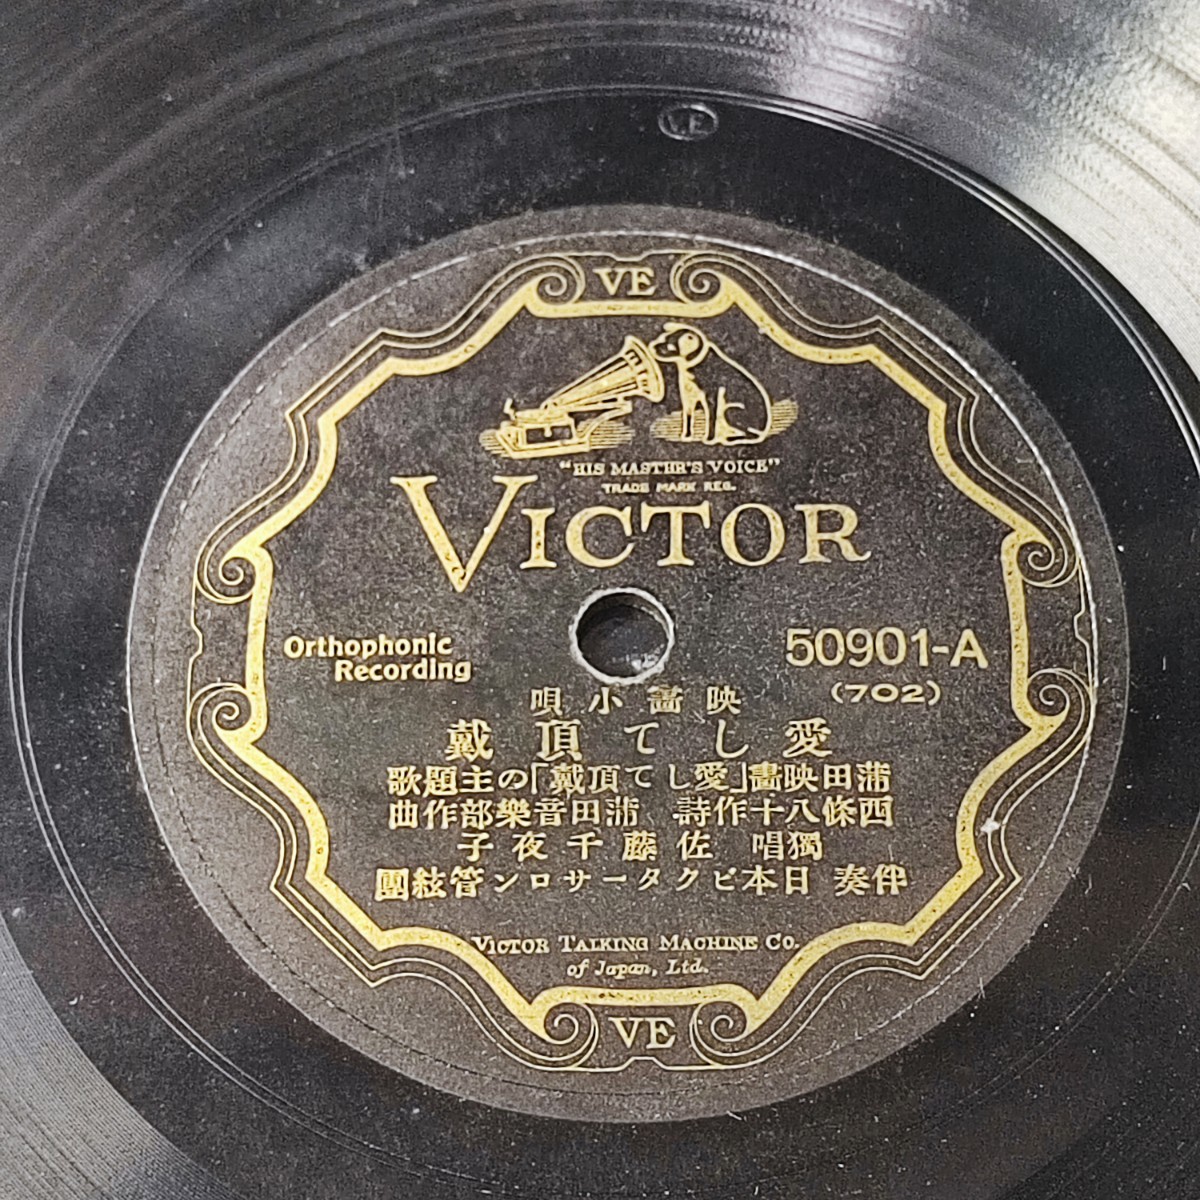 VE
VE
"HIS MASTER'S VOICE"
TRADE MARK REG.
VICTOR
Orthophonic
Recording
50901-A
(702)
映畵小唄
愛して頂戴
蒲田映畵「愛して頂戴」の主題歌
西條八十作詩 蒲田音樂部作曲
獨唱 佐藤千夜子
伴奏 日本ビクターサロン管絃團
VICTOR TALKING MACHINE CO.
of Japan, Ltd.
VE